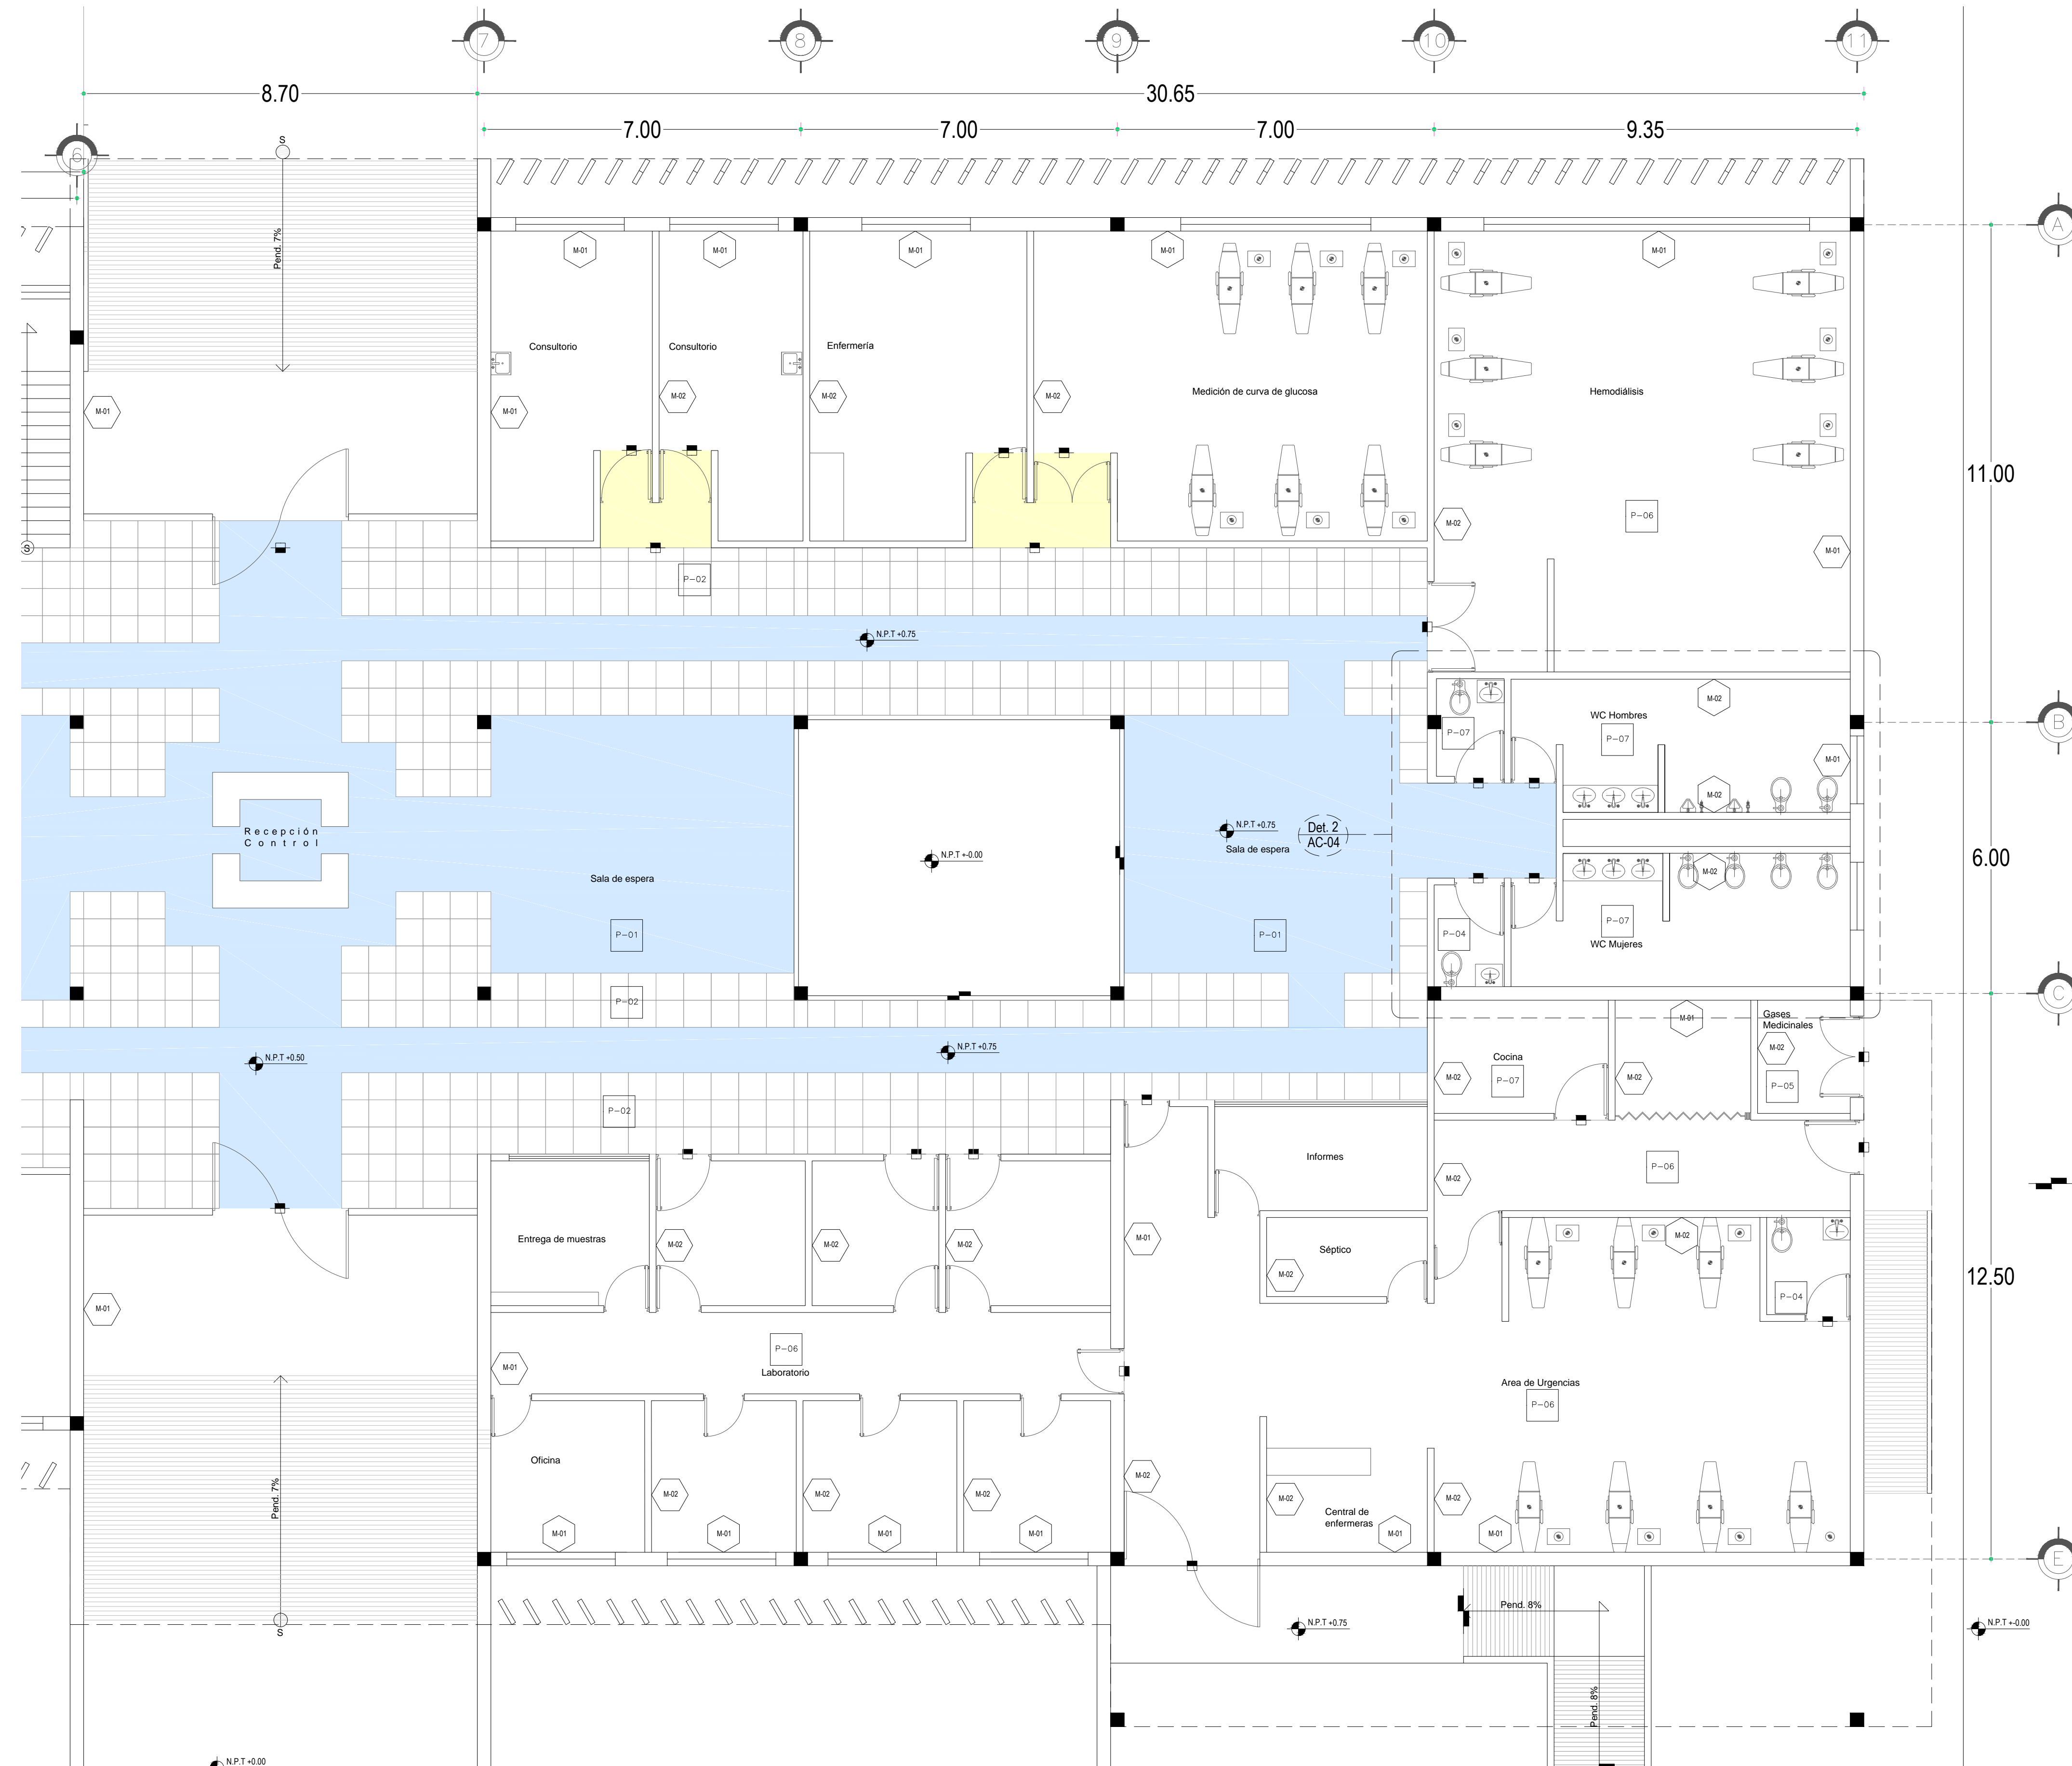 7
8
9
10
11
8.70
30.65
7.00
7.00
7.00
9.35
6
S
A
Pend. 7%
M-01
M-01
M-01
M-01
M-01
Consultorio
Consultorio
Enfermería
Medición de curva de glucosa
Hemodiálisis
M-01
M-01
M-02
M-02
M-02
11.00
P-06
M-02
M-01
S
P-02
N.P.T +0.75
M-02
WC Hombres
P-07
P-07
B
M-01
M-02
Recepción
Control
N.P.T +0.75
Sala de espera
Det. 2
AC-04
N.P.T +-0.00
6.00
Sala de espera
M-02
P-01
P-01
P-04
P-07
WC Mujeres
P-02
C
M-01
Gases
Medicinales
N.P.T +0.50
N.P.T +0.75
Cocina
M-02
M-02
P-07
M-02
P-05
P-02
Informes
P-06
M-02
Entrega de muestras
M-02
M-02
M-02
M-01
Séptico
M-02
M-02
12.50
P-04
M-01
P-06
Laboratorio
M-01
Area de Urgencias
P-06
Oficina
M-02
Pend. 7%
M-02
M-02
M-02
M-02
M-02
Central de
enfermeras
M-01
M-01
M-01
M-01
M-01
M-01
E
Pend. 8%
S
N.P.T +0.75
N.P.T +-0.00
Pend. 8%
N.P.T +0.00